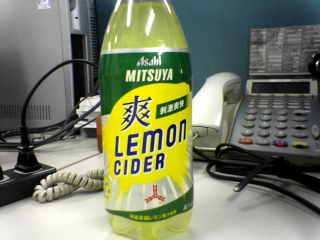 Asahi
MITSUYA
爽
刺激爽快
LEMON
CIDER